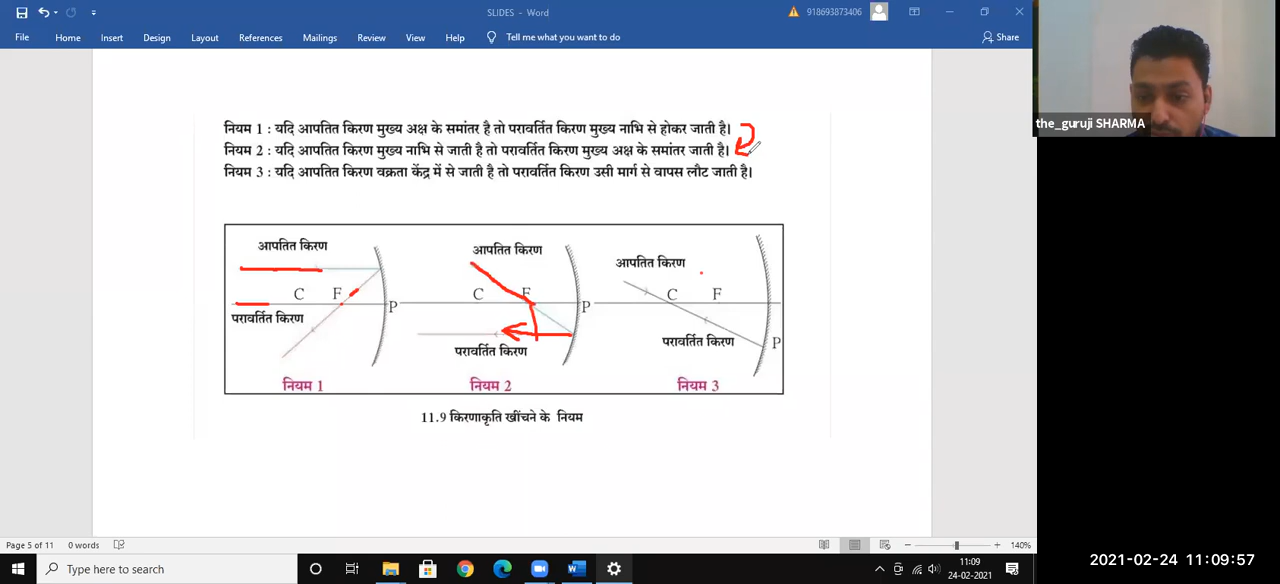 SLIDES - Word
918693873406
File Home Insert Design Layout References Mailings Review View Help Tell me what you want to do Share
the_guruji SHARMA
नियम 1 : यदि आपतित किरण मुख्य अक्ष के समांतर है तो परावर्तित किरण मुख्य नाभि से होकर जाती है।
नियम 2 : यदि आपतित किरण मुख्य नाभि से जाती है तो परावर्तित किरण मुख्य अक्ष के समांतर जाती है।
नियम 3 : यदि आपतित किरण वक्रता केंद्र में से जाती है तो परावर्तित किरण उसी मार्ग से वापस लौट जाती है।
आपतित किरण
C F P
परावर्तित किरण
नियम 1
आपतित किरण
C F P
परावर्तित किरण
नियम 2
आपतित किरण
C F
परावर्तित किरण P
नियम 3
11.9 किरणाकृति खींचने के नियम
Page 5 of 11 0 words 140%
Type here to search
11:09
24-02-2021
2021-02-24 11:09:57